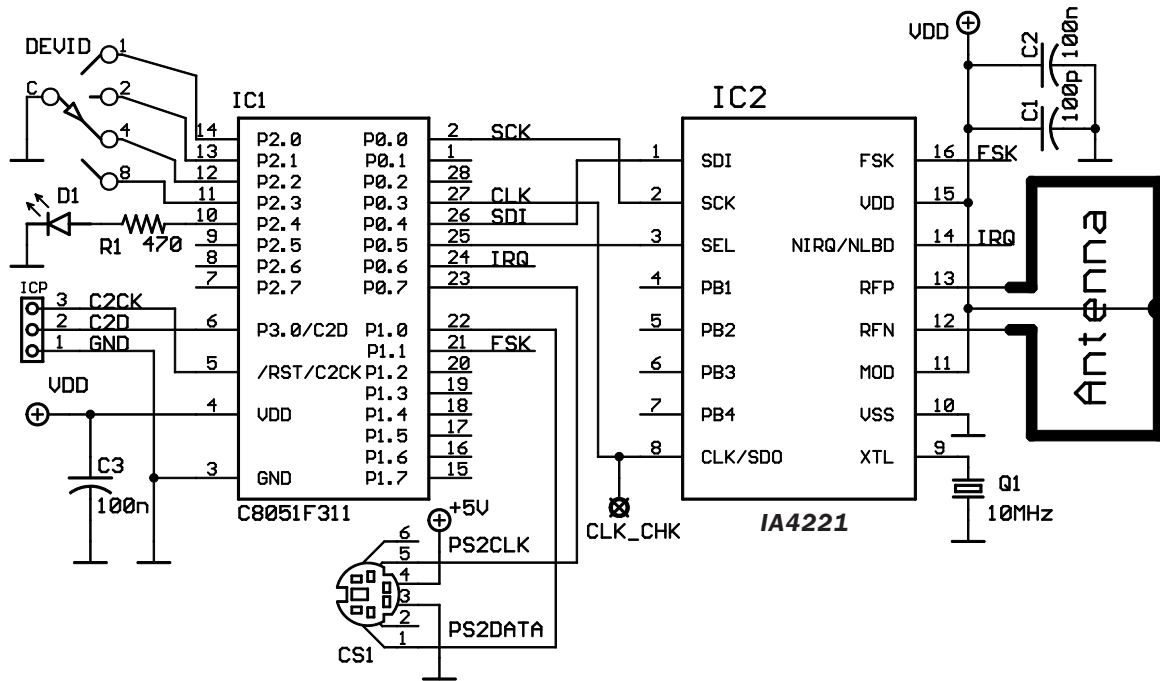 DEVID
1
C
2
4
8
D1
R1
470
ICP
3 C2CK
2 C2D
1 GND
VDD
C3
100n
IC1
14 P2.0
13 P2.1
12 P2.2
11 P2.3
10 P2.4
9 P2.5
8 P2.6
7 P2.7
6 P3.0/C2D
5 /RST/C2CK
4 VDD
3 GND
P0.0 2 SCK
P0.1 1
P0.2 28
P0.3 27 CLK
P0.4 26 SDI
P0.5 25
P0.6 24 IRQ
P0.7 23
P1.0 22
P1.1 21 FSK
P1.2 20
P1.3 19
P1.4 18
P1.5 17
P1.6 16
P1.7 15
C8051F311
+5V
6
5 PS2CLK
4
3
2
1 PS2DATA
CS1
IC2
1 SDI
2 SCK
3 SEL
4 PB1
5 PB2
6 PB3
7 PB4
8 CLK/SDO
CLK_CHK
FSK 16 FSK
VDD 15
NIRQ/NLBD 14 IRQ
RFP 13
RFN 12
MOD 11
VSS 10
XTL 9
IA4221
VDD
C2
100n
C1
100p
Antenna
Q1
10MHz